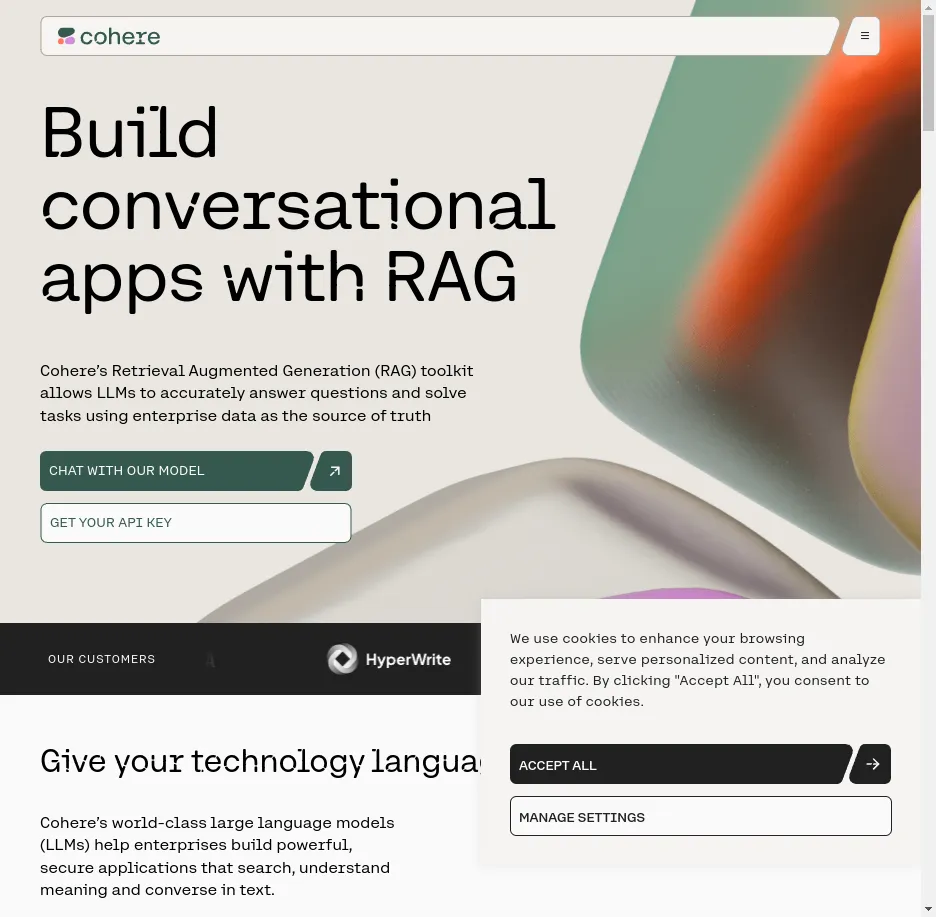 cohere
Build
conversational
apps with RAG
Cohere’s Retrieval Augmented Generation (RAG) toolkit
allows LLMs to accurately answer questions and solve
tasks using enterprise data as the source of truth
CHAT WITH OUR MODEL
GET YOUR API KEY
OUR CUSTOMERS
HyperWrite
Give your technology
Cohere’s world-class large language models
(LLMs) help enterprises build powerful,
secure applications that search, understand
meaning and converse in text.
We use cookies to enhance your browsing
experience, serve personalized content, and analyze
our traffic. By clicking "Accept All", you consent to
our use of cookies.
ACCEPT ALL
MANAGE SETTINGS